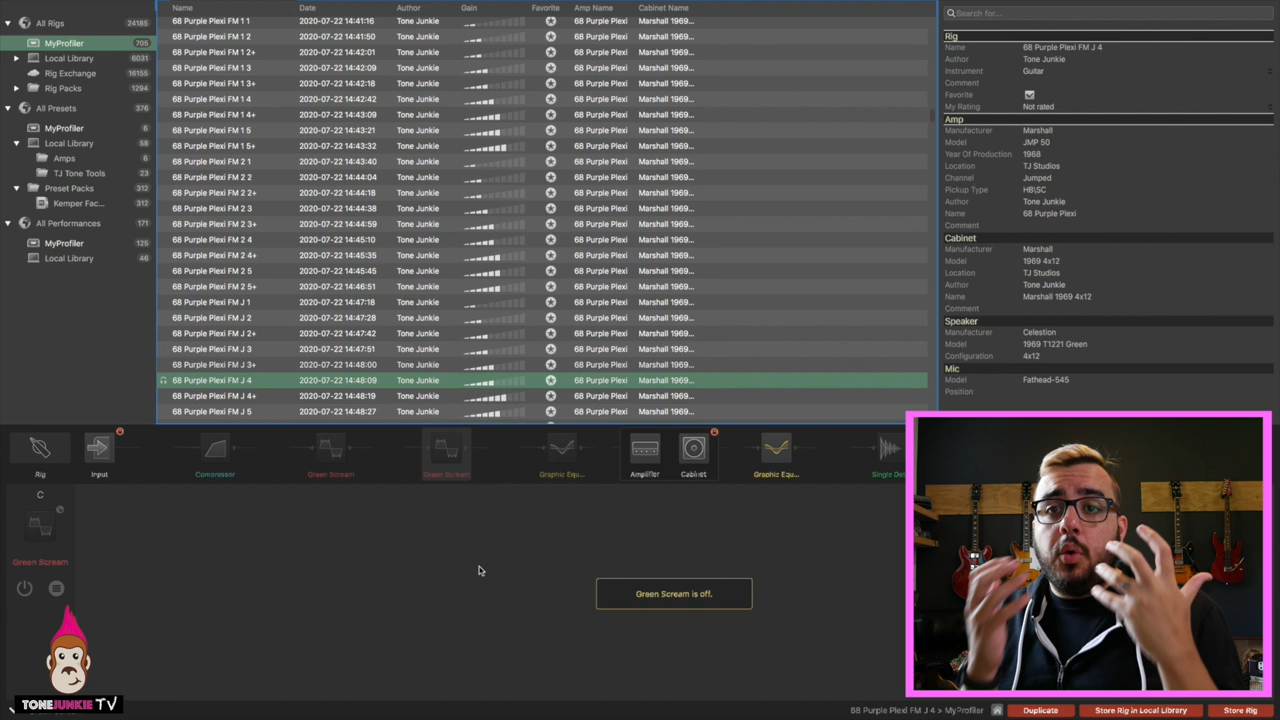 All Rigs 24185
MyProfiler 705
Local Library 6031
Rig Exchange 16155
Rig Packs 1294
All Presets 376
MyProfiler 6
Local Library 58
Amps 6
TJ Tone Tools 23
Preset Packs 312
Kemper Fac... 312
All Performances 171
MyProfiler 125
Local Library 46
Name Date Author Gain Favorite Amp Name Cabinet Name
68 Purple Plexi FM 1 1 2020-07-22 14:41:16 Tone Junkie 68 Purple Plexi Marshall 1969...
68 Purple Plexi FM 1 2 2020-07-22 14:41:50 Tone Junkie 68 Purple Plexi Marshall 1969...
68 Purple Plexi FM 1 2+ 2020-07-22 14:42:01 Tone Junkie 68 Purple Plexi Marshall 1969...
68 Purple Plexi FM 1 3 2020-07-22 14:42:09 Tone Junkie 68 Purple Plexi Marshall 1969...
68 Purple Plexi FM 1 3+ 2020-07-22 14:42:18 Tone Junkie 68 Purple Plexi Marshall 1969...
68 Purple Plexi FM 1 4 2020-07-22 14:42:42 Tone Junkie 68 Purple Plexi Marshall 1969...
68 Purple Plexi FM 1 4+ 2020-07-22 14:43:09 Tone Junkie 68 Purple Plexi Marshall 1969...
68 Purple Plexi FM 1 5 2020-07-22 14:43:21 Tone Junkie 68 Purple Plexi Marshall 1969...
68 Purple Plexi FM 1 5+ 2020-07-22 14:43:32 Tone Junkie 68 Purple Plexi Marshall 1969...
68 Purple Plexi FM 2 1 2020-07-22 14:43:40 Tone Junkie 68 Purple Plexi Marshall 1969...
68 Purple Plexi FM 2 2 2020-07-22 14:44:04 Tone Junkie 68 Purple Plexi Marshall 1969...
68 Purple Plexi FM 2 2+ 2020-07-22 14:44:18 Tone Junkie 68 Purple Plexi Marshall 1969...
68 Purple Plexi FM 2 3 2020-07-22 14:44:38 Tone Junkie 68 Purple Plexi Marshall 1969...
68 Purple Plexi FM 2 3+ 2020-07-22 14:44:59 Tone Junkie 68 Purple Plexi Marshall 1969...
68 Purple Plexi FM 2 4 2020-07-22 14:45:10 Tone Junkie 68 Purple Plexi Marshall 1969...
68 Purple Plexi FM 2 4+ 2020-07-22 14:45:35 Tone Junkie 68 Purple Plexi Marshall 1969...
68 Purple Plexi FM 2 5 2020-07-22 14:45:45 Tone Junkie 68 Purple Plexi Marshall 1969...
68 Purple Plexi FM 2 5+ 2020-07-22 14:46:51 Tone Junkie 68 Purple Plexi Marshall 1969...
68 Purple Plexi FM J 1 2020-07-22 14:47:18 Tone Junkie 68 Purple Plexi Marshall 1969...
68 Purple Plexi FM J 2 2020-07-22 14:47:28 Tone Junkie 68 Purple Plexi Marshall 1969...
68 Purple Plexi FM J 2+ 2020-07-22 14:47:42 Tone Junkie 68 Purple Plexi Marshall 1969...
68 Purple Plexi FM J 3 2020-07-22 14:47:51 Tone Junkie 68 Purple Plexi Marshall 1969...
68 Purple Plexi FM J 3+ 2020-07-22 14:48:00 Tone Junkie 68 Purple Plexi Marshall 1969...
68 Purple Plexi FM J 4 2020-07-22 14:48:09 Tone Junkie 68 Purple Plexi Marshall 1969...
68 Purple Plexi FM J 4+ 2020-07-22 14:48:19 Tone Junkie 68 Purple Plexi Marshall 1969...
68 Purple Plexi FM J 5 2020-07-22 14:48:27 Tone Junkie 68 Purple Plexi Marshall 1969...
Search for...
Rig
Name 68 Purple Plexi FM J 4
Author Tone Junkie
Instrument Guitar
Comment
Favorite
My Rating Not rated
Amp
Manufacturer Marshall
Model JMP 50
Year Of Production 1968
Location TJ Studios
Channel Jumped
Pickup Type HB\SC
Author Tone Junkie
Name 68 Purple Plexi
Comment
Cabinet
Manufacturer Marshall
Model 1969 4x12
Location TJ Studios
Author Tone Junkie
Name Marshall 1969 4x12
Comment
Speaker
Manufacturer Celestion
Model 1969 T1221 Green
Configuration 4x12
Mic
Model Fathead-545
Position
Rig Input Compressor Green Scream Green Scream Graphic Equ... Amplifier Cabinet Graphic Equ...
C
Green Scream
Green Scream is off.
TONEJUNKIE TV
68 Purple Plexi FM J 4 > MyProfiler Duplicate Store Rig in Local Library Store Rig